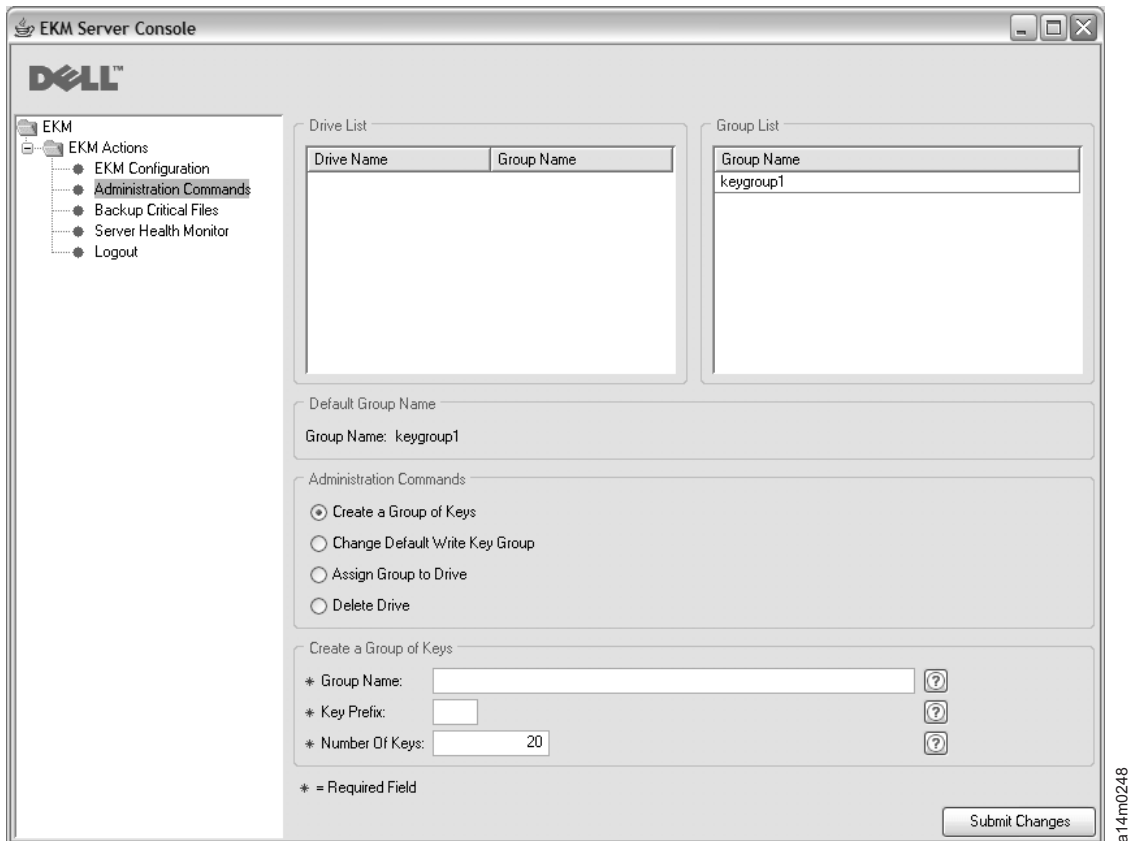 EKM Server Console
DELL™
EKM
EKM Actions
EKM Configuration
Administration Commands
Backup Critical Files
Server Health Monitor
Logout
Drive List
Drive Name Group Name
Group List
Group Name
keygroup1
Default Group Name
Group Name: keygroup1
Administration Commands
Create a Group of Keys
Change Default Write Key Group
Assign Group to Drive
Delete Drive
Create a Group of Keys
* Group Name: ?
* Key Prefix: ?
* Number Of Keys: 20 ?
* = Required Field
Submit Changes
a14m0248